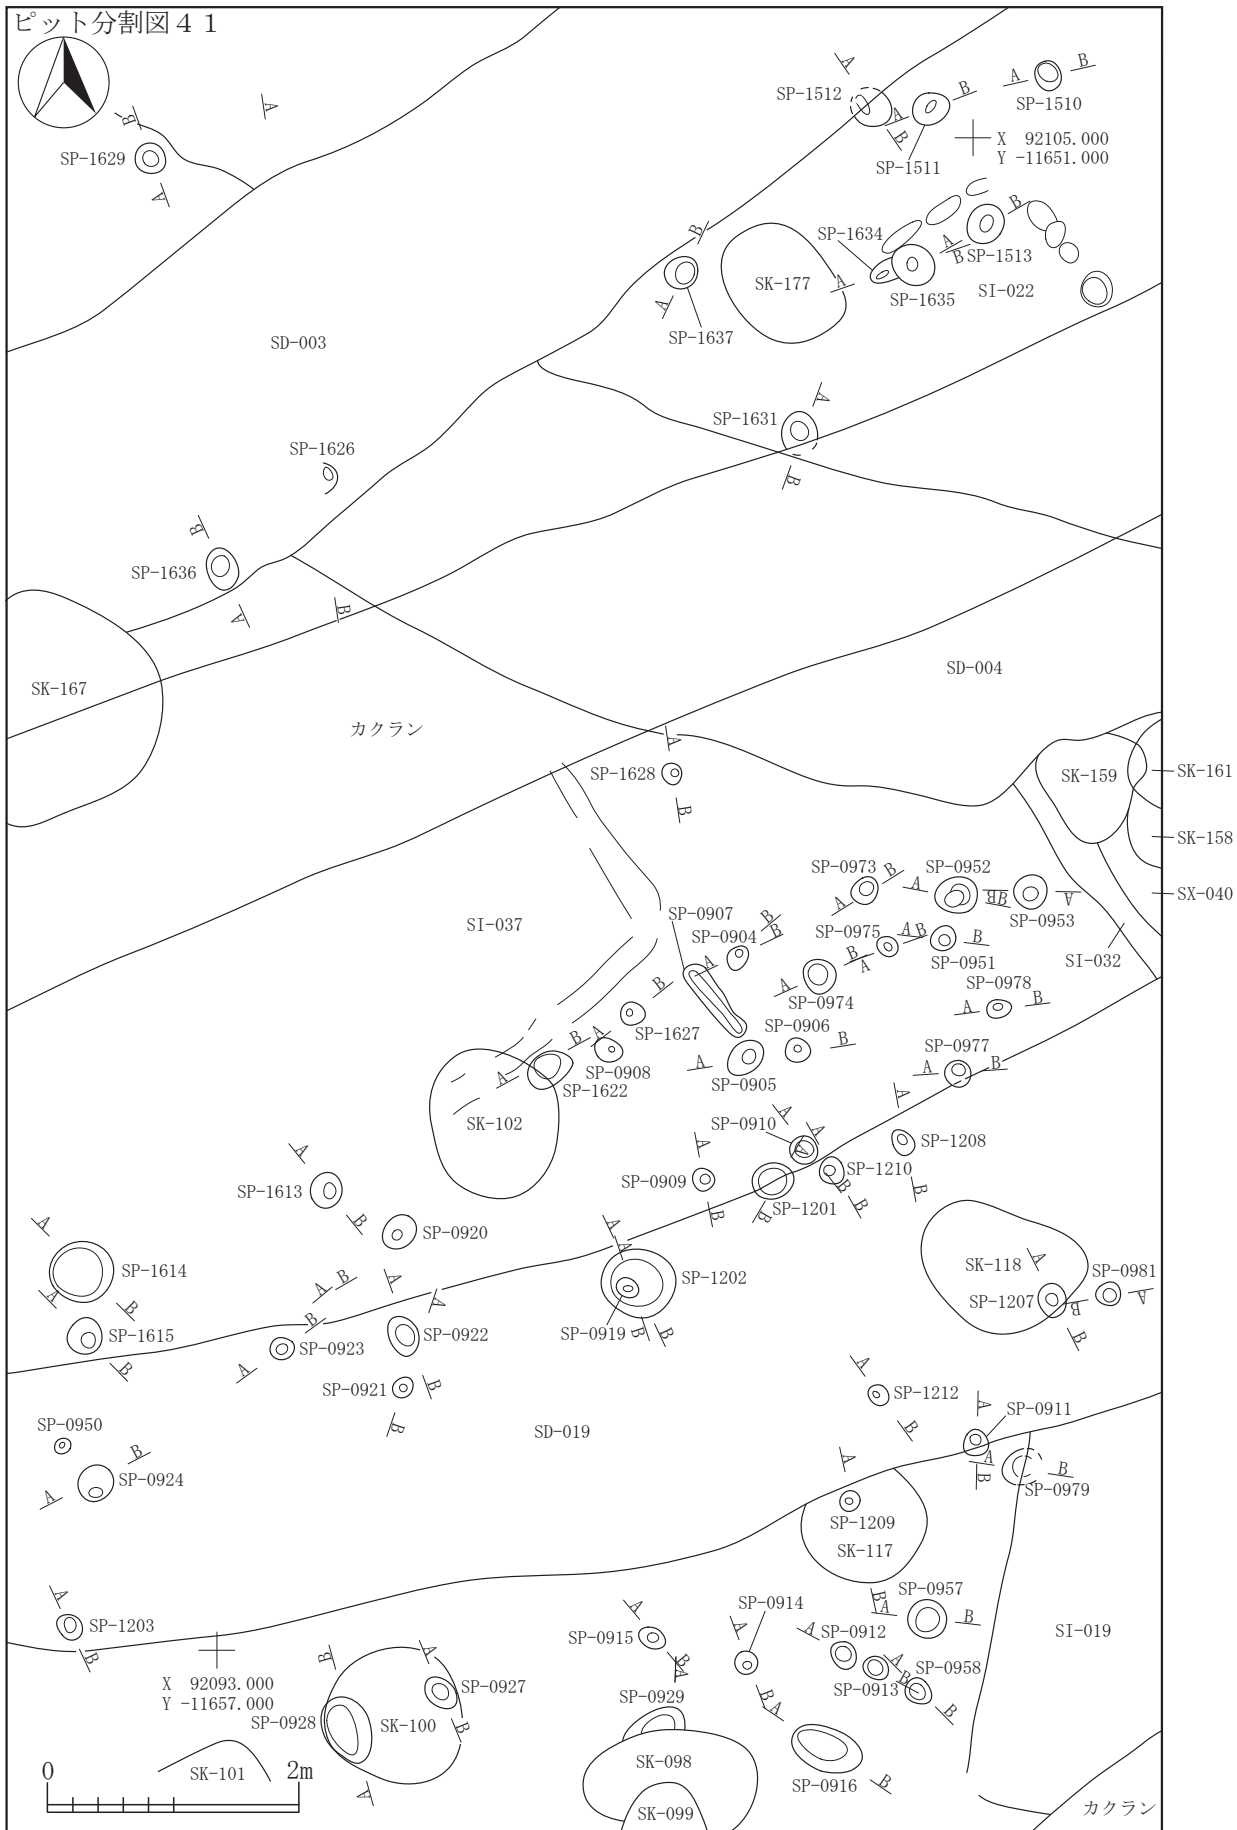 ピット分割図４１
A
B
A
SP-1512
A
B
SP-1510
A
B
A
B
SP-1511
X  92105.000
Y -11651.000
B
A
SP-1629
A
B
SP-1634
A
B
SP-1513
SK-177
A
SP-1635
SI-022
B
A
SP-1637
SD-003
SP-1631
A
B
SP-1626
B
SP-1636
A
B
SK-167
SD-004
カクラン
A
SP-1628
B
SK-159
SK-161
SK-158
SX-040
SP-0973
B
A
SP-0952
A
B
B
A
SP-0953
SP-0907
SI-037
B
B
SP-0904
A
SP-0975
A
B
SP-0951
B
SI-032
B
A
A
SP-0974
SP-0978
A
B
B
SP-1627
A
SP-0906
B
B
A
SP-0908
SP-1622
A
SP-0905
SP-0977
A
B
SK-102
SP-0910
A
A
A
SP-1208
B
A
SP-0909
B
SP-1210
B
B
SP-1201
B
A
A
SP-1613
B
SP-0920
A
SP-1614
B
A
SP-1615
B
A
B
A
A
B
SP-0923
A
SP-0922
B
SP-0921
B
A
A
SP-1202
SP-0919
B
B
SK-118
A
SP-1207
B
SP-0981
A
B
A
SP-1212
B
SP-0950
SP-0924
B
A
SD-019
A
SP-0911
A
B
B
SP-0979
A
SP-1209
SK-117
B
A
SP-1203
B
X  92093.000
Y -11657.000
SP-0957
A
B
SP-0914
A
SP-0915
B
A
A
SP-0912
SP-0958
A
SP-0913
B
B
SI-019
B
A
SP-0927
B
SP-0928
SK-100
A
SP-0929
B
A
SP-0916
B
SK-098
SK-099
SK-101
カクラン
0
2m